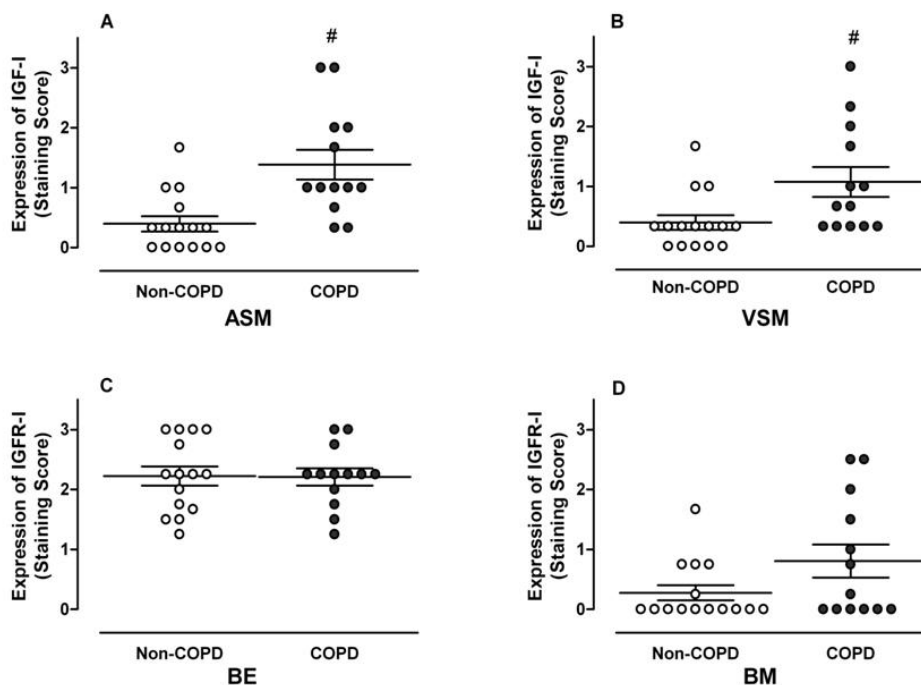 A
#
Expression of IGF-I
(Staining Score)
3
2
1
0
Non-COPD COPD
ASM
B
#
Expression of IGF-I
(Staining Score)
3
2
1
0
Non-COPD COPD
VSM
C
Expression of IGFR-I
(Staining Score)
3
2
1
0
Non-COPD COPD
BE
D
Expression of IGFR-I
(Staining Score)
3
2
1
0
Non-COPD COPD
BM